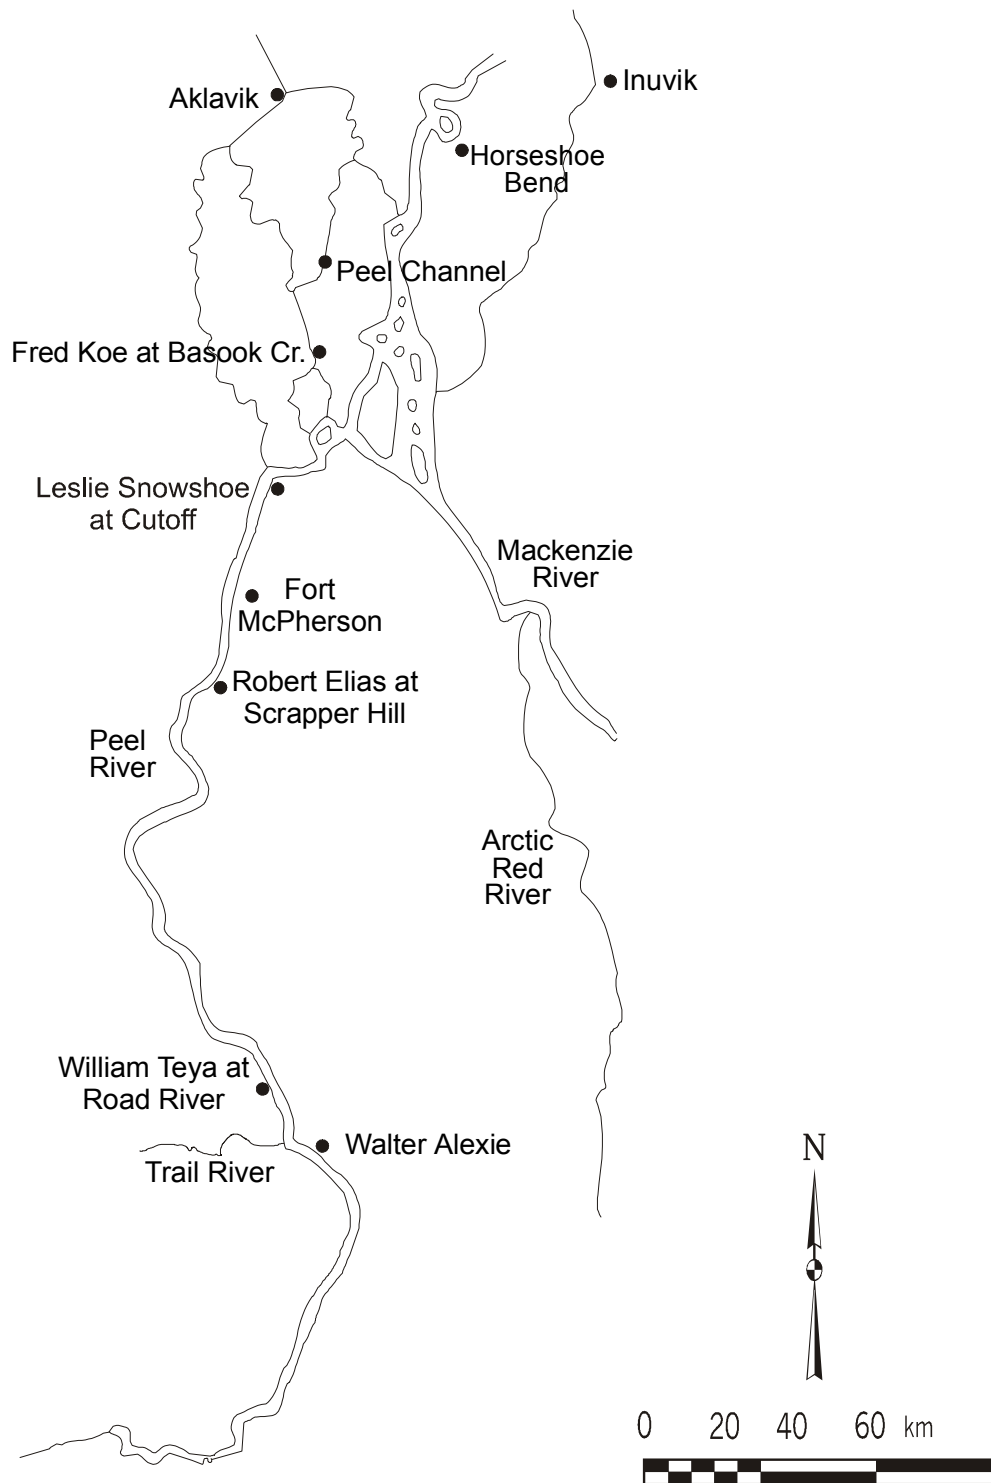 Inuvik
Aklavik
Horseshoe
Bend
Peel Channel
Fred Koe at Basook Cr.
Leslie Snowshoe
at Cutoff
Mackenzie
River
Fort
McPherson
Robert Elias at
Scrapper Hill
Peel
River
Arctic
Red
River
William Teya at
Road River
Walter Alexie
Trail River
N
0 20 40 60 km